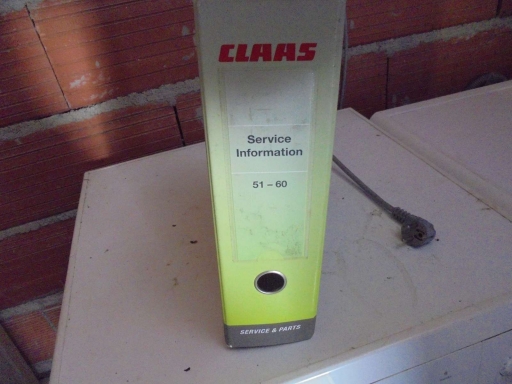 CLAAS
Service
Information
51 – 60
SERVICE & PARTS